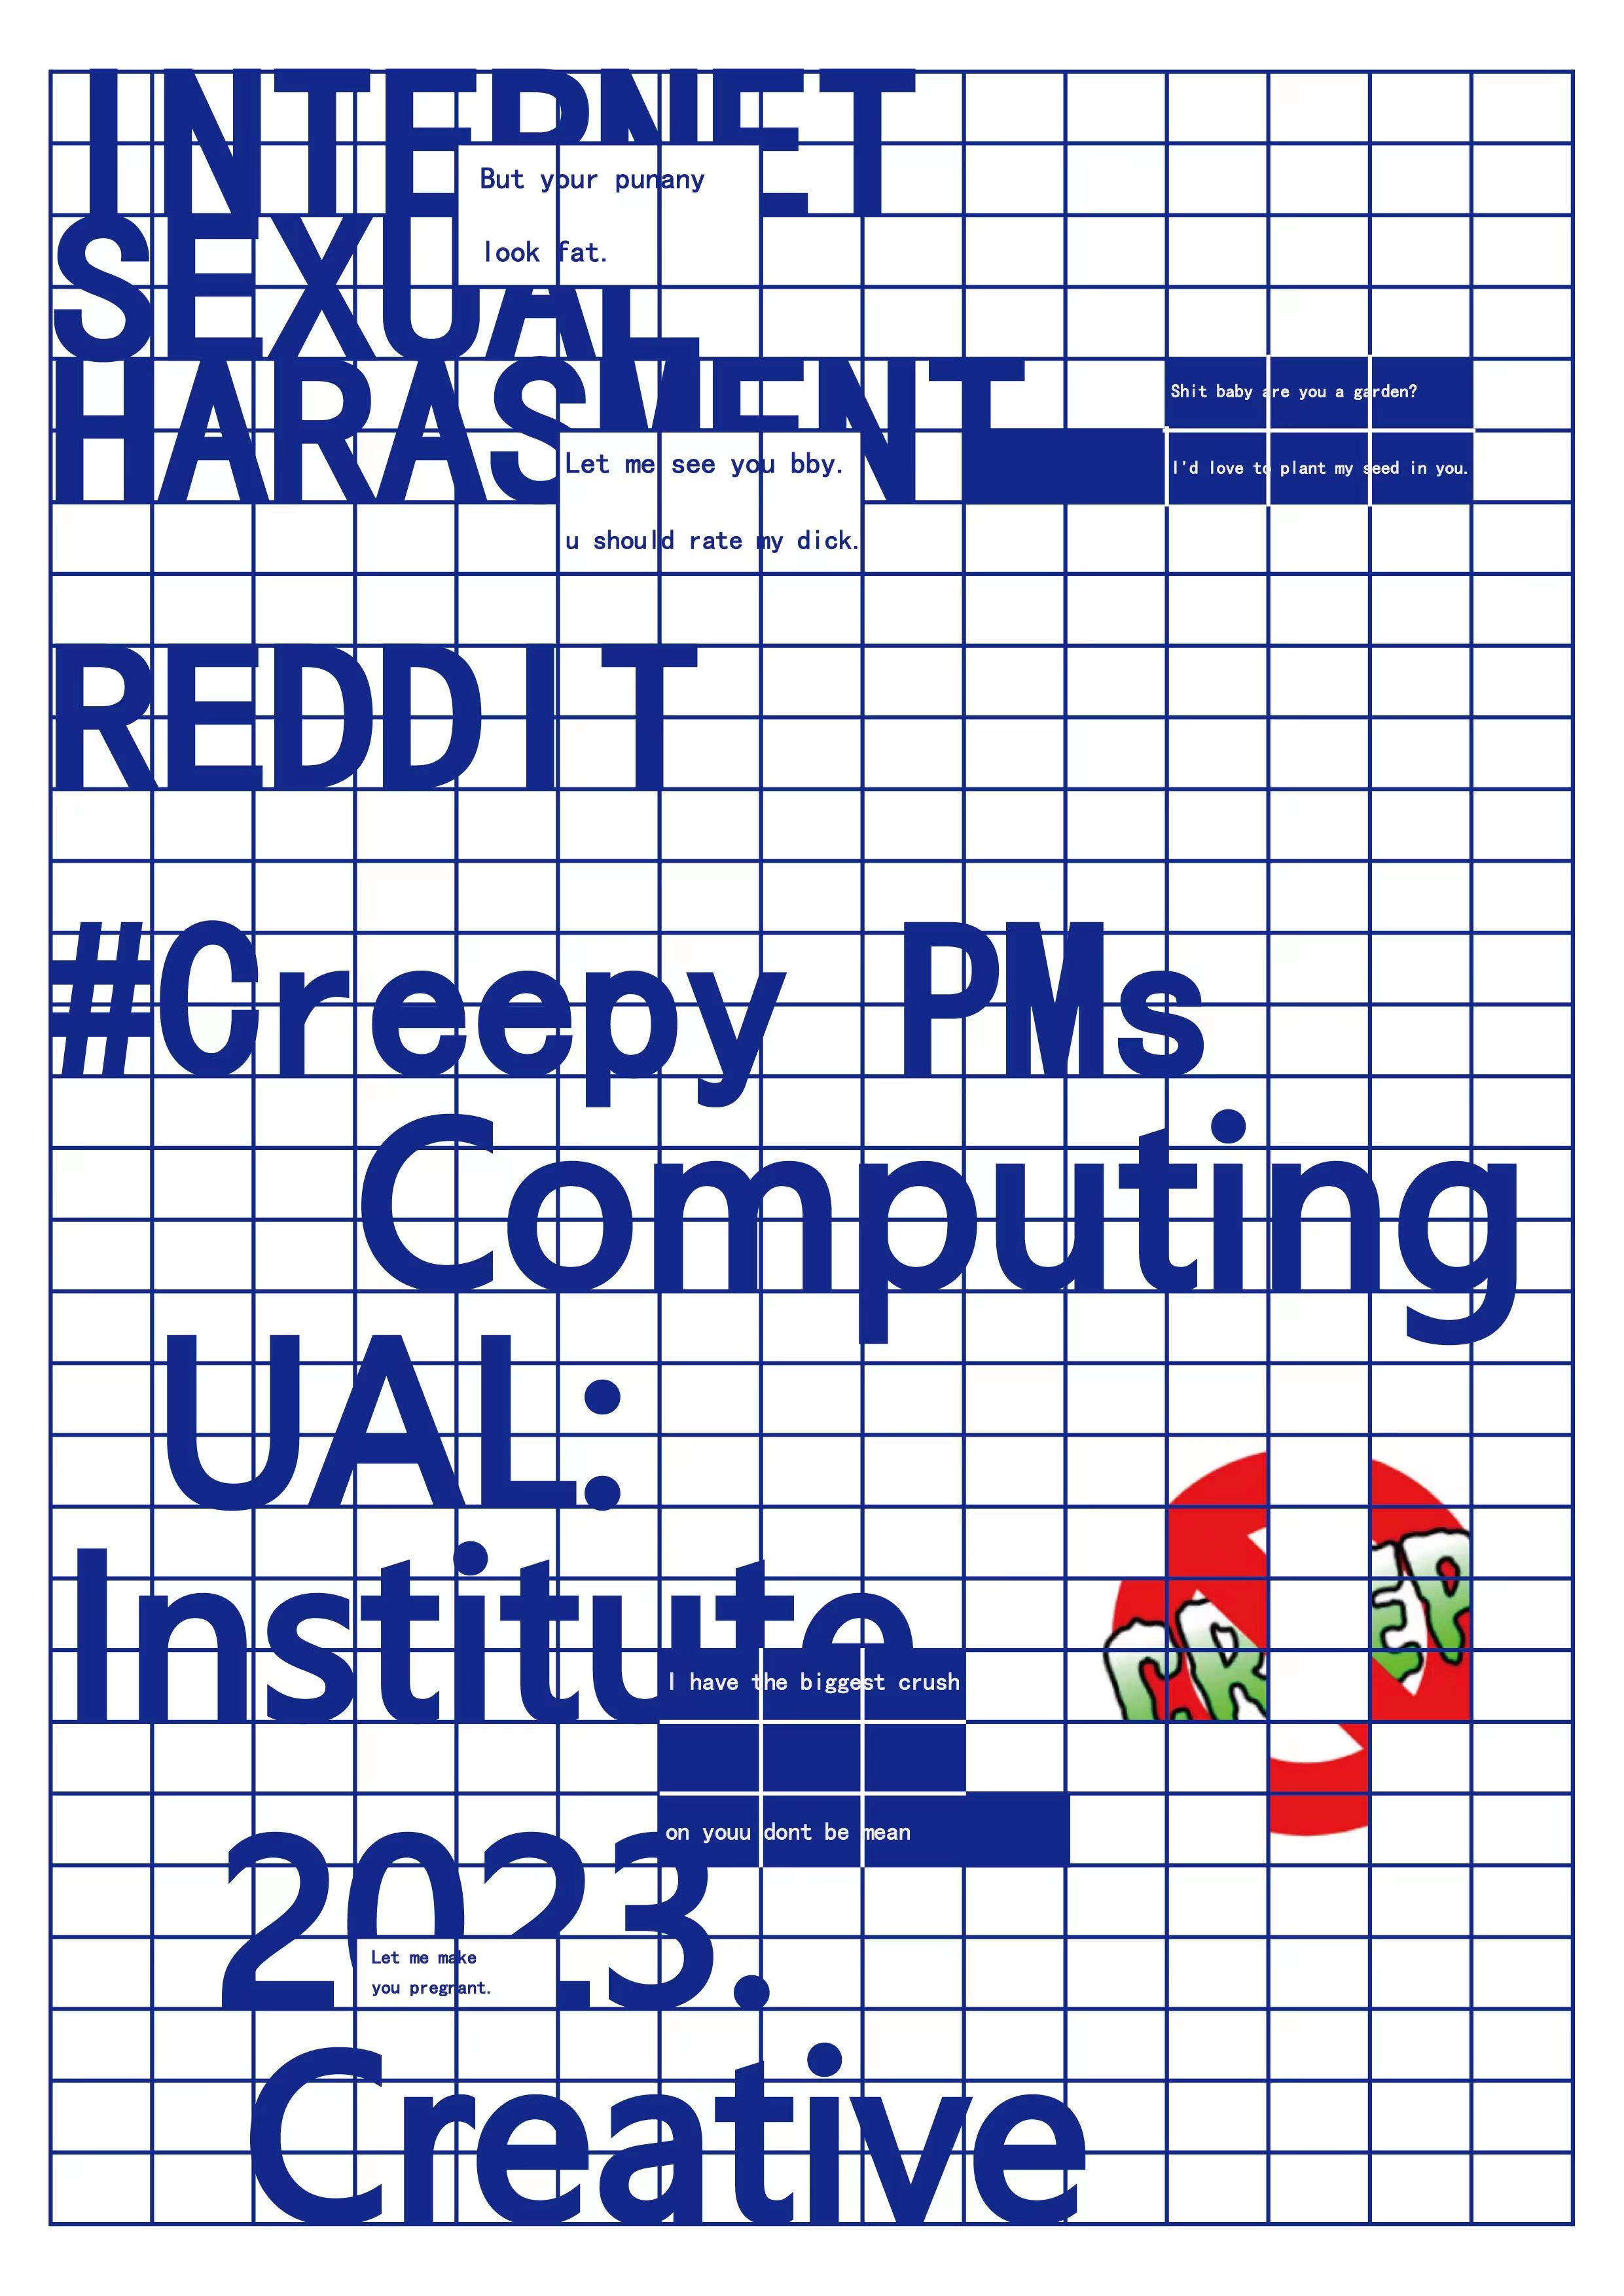 INTERNET
But your punany
look fat.
SEXUAL
HARASMENT
Shit baby are you a garden?
I'd love to plant my seed in you.
Let me see you bby.
u should rate my dick.
REDDIT
#Creepy PMs
Computing
UAL:
Institute
CR EP
I have the biggest crush
on youu dont be mean
2023.
Let me make
you pregnant.
Creative